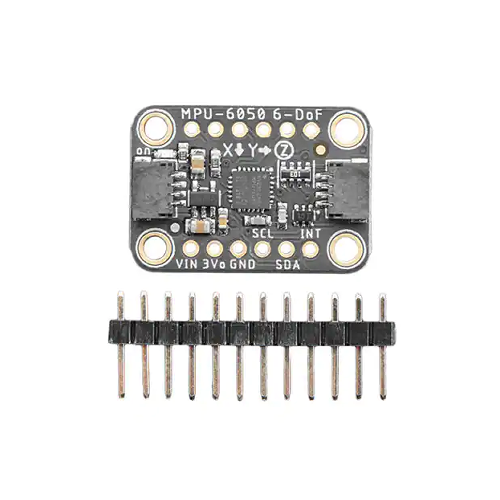 MPU-6050 6-DoF
on
X Y Z
SCL INT
VIN 3Vo GND SDA